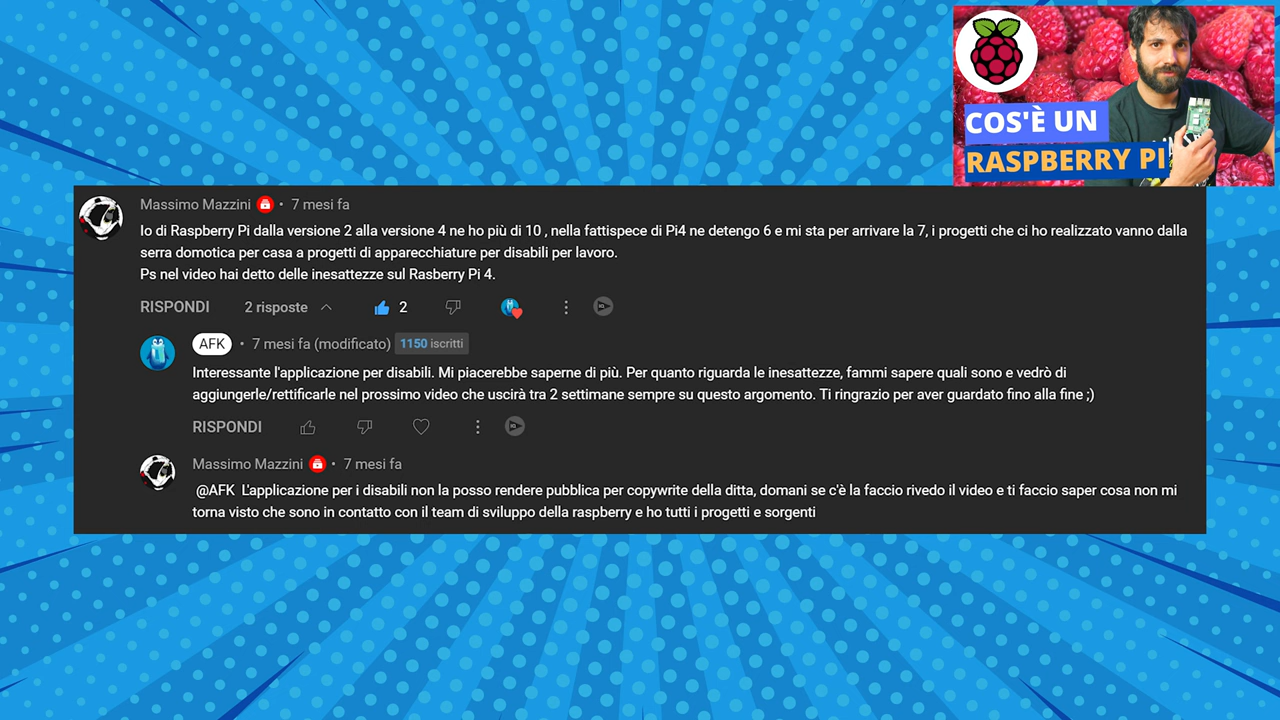 COS'È UN
RASPBERRY PI
Massimo Mazzini • 7 mesi fa
Io di Raspberry Pi dalla versione 2 alla versione 4 ne ho più di 10 , nella fattispece di Pi4 ne detengo 6 e mi sta per arrivare la 7, i progetti che ci ho realizzato vanno dalla
serra domotica per casa a progetti di apparecchiature per disabili per lavoro.
Ps nel video hai detto delle inesattezze sul Rasberry Pi 4.
RISPONDI 2 risposte 2
AFK • 7 mesi fa (modificato) 1150 iscritti
Interessante l'applicazione per disabili. Mi piacerebbe saperne di più. Per quanto riguarda le inesattezze, fammi sapere quali sono e vedrò di
aggiungerle/rettificarle nel prossimo video che uscirà tra 2 settimane sempre su questo argomento. Ti ringrazio per aver guardato fino alla fine ;)
RISPONDI
Massimo Mazzini • 7 mesi fa
@AFK L'applicazione per i disabili non la posso rendere pubblica per copywrite della ditta, domani se c'è la faccio rivedo il video e ti faccio saper cosa non mi
torna visto che sono in contatto con il team di sviluppo della raspberry e ho tutti i progetti e sorgenti